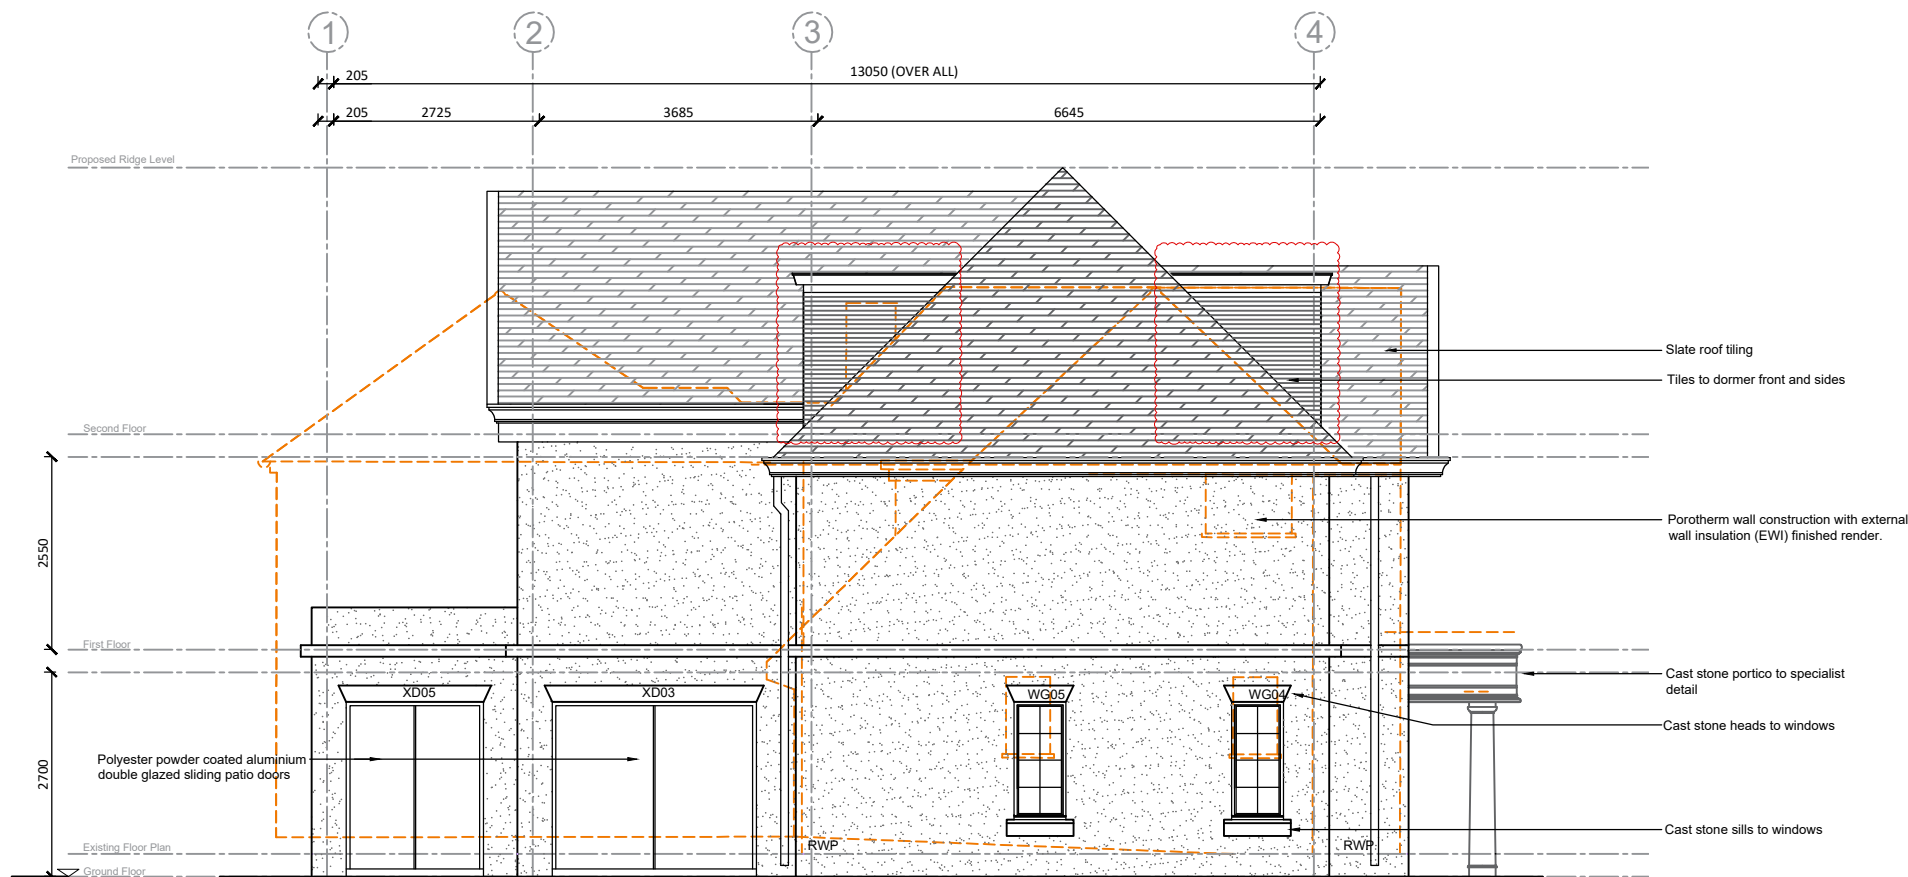 1 2 3 4
205 13050 (OVER ALL)
205 2725 3685 6645
Proposed Ridge Level
Slate roof tiling
Tiles to dormer front and sides
Second Floor
Porotherm wall construction with external
wall insulation (EWI) finished render.
2550
First Floor
Cast stone portico to specialist
detail
XD05 XD03 WG05 WG04
Cast stone heads to windows
Polyester powder coated aluminium
double glazed sliding patio doors
2700
Cast stone sills to windows
RWP RWP
Existing Floor Plan
Ground Floor